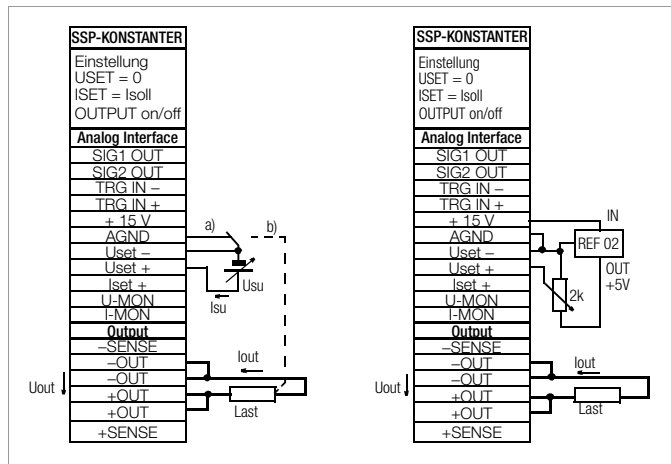 SSP-KONSTANTER
Einstellung
USET = 0
ISET = Isoll
OUTPUT on/off
Analog Interface
SIG1 OUT
SIG2 OUT
TRG IN –
TRG IN +
+ 15 V
AGND
Uset –
Uset +
Iset +
U-MON
I-MON
Output
–SENSE
–OUT
–OUT
+OUT
+OUT
+SENSE
a)
b)
Usu
Isu
Iout
Uout
Last
SSP-KONSTANTER
Einstellung
USET = 0
ISET = Isoll
OUTPUT on/off
Analog Interface
SIG1 OUT
SIG2 OUT
TRG IN –
TRG IN +
+ 15 V
AGND
Uset –
Uset +
Iset +
U-MON
I-MON
Output
–SENSE
–OUT
–OUT
+OUT
+OUT
+SENSE
IN
REF 02
OUT
+5V
2k
Iout
Uout
Last